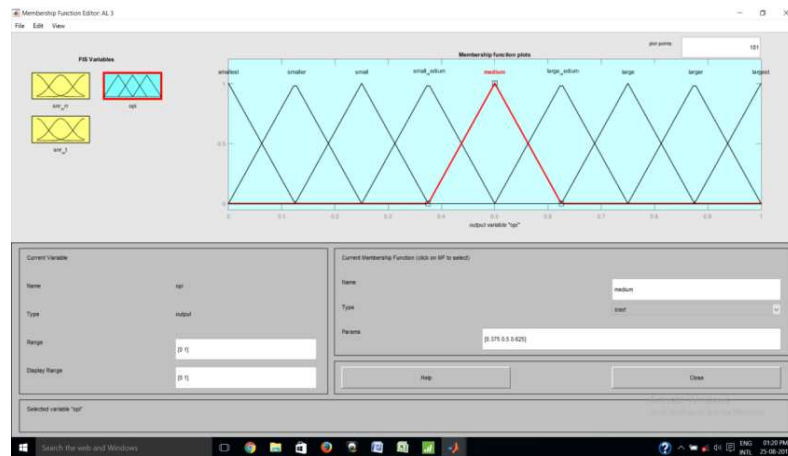 Membership Function Editor: AL 3
File Edit View
FIS Variables
Membership function plots
plot points:
101
opi
smallest smaller small small_edium medium large_edium large larger largest
1
0.5
0
0 0.1 0.2 0.3 0.4 0.5 0.6 0.7 0.8 0.9 1
output variable "opi"
Current Variable
Name opi
Type output
Range [0 1]
Display Range [0 1]
Current Membership Function (click on MF to select)
Name medium
Type trimf
Params [0.375 0.5 0.625]
Help Close
Selected variable "opi"
Search the web and Windows
ENG 01:20 PM
INTL